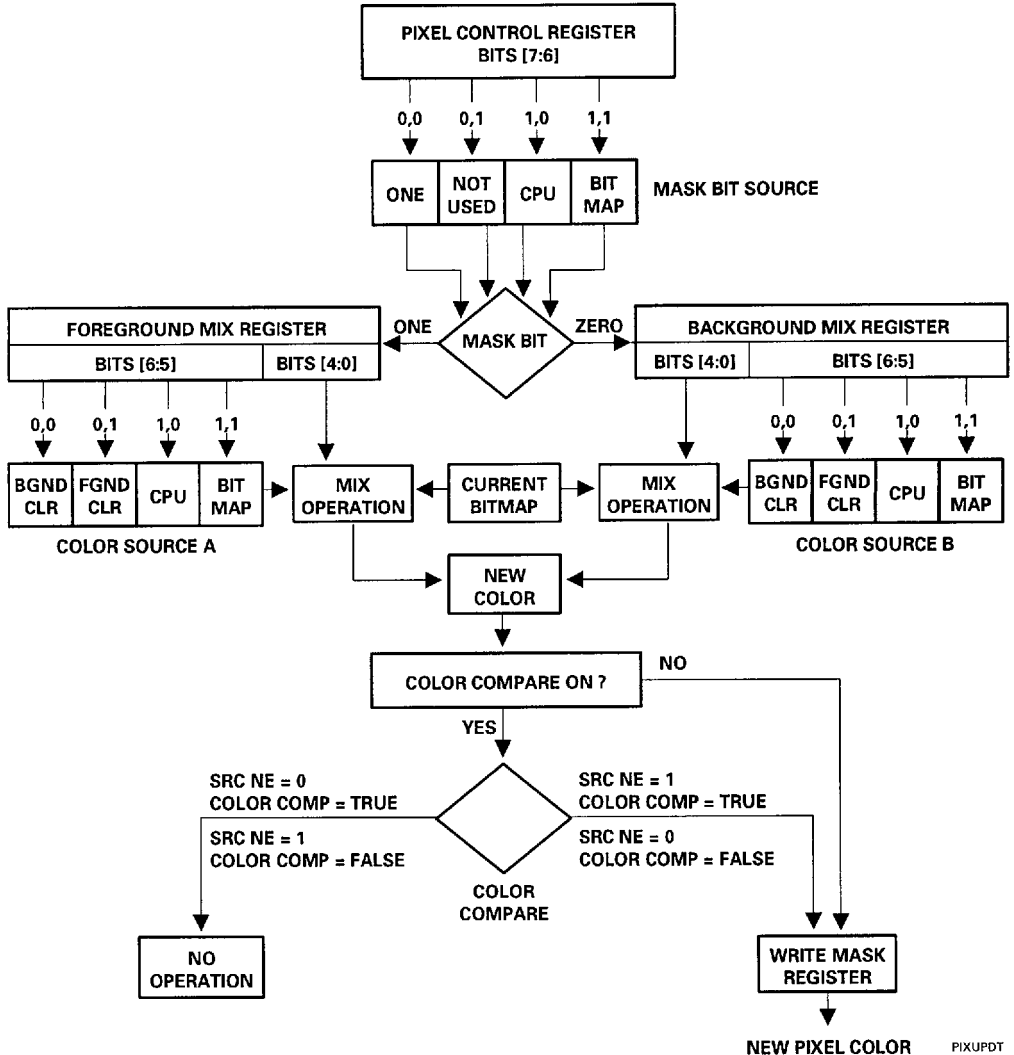 PIXEL CONTROL REGISTER
BITS [7:6]
0,0 0,1 1,0 1,1
ONE
NOT
USED
CPU
BIT
MAP
MASK BIT SOURCE
FOREGROUND MIX REGISTER
BITS [6:5] BITS [4:0]
ONE
MASK BIT
ZERO
BACKGROUND MIX REGISTER
BITS [4:0] BITS [6:5]
0,0 0,1 1,0 1,1
0,0 0,1 1,0 1,1
BGND
CLR
FGND
CLR
CPU
BIT
MAP
COLOR SOURCE A
MIX
OPERATION
CURRENT
BITMAP
MIX
OPERATION
BGND
CLR
FGND
CLR
CPU
BIT
MAP
COLOR SOURCE B
NEW
COLOR
COLOR COMPARE ON ?
NO
YES
SRC NE = 0
COLOR COMP = TRUE
SRC NE = 1
COLOR COMP = FALSE
SRC NE = 1
COLOR COMP = TRUE
SRC NE = 0
COLOR COMP = FALSE
COLOR
COMPARE
NO
OPERATION
WRITE MASK
REGISTER
NEW PIXEL COLOR
PIXUPDT